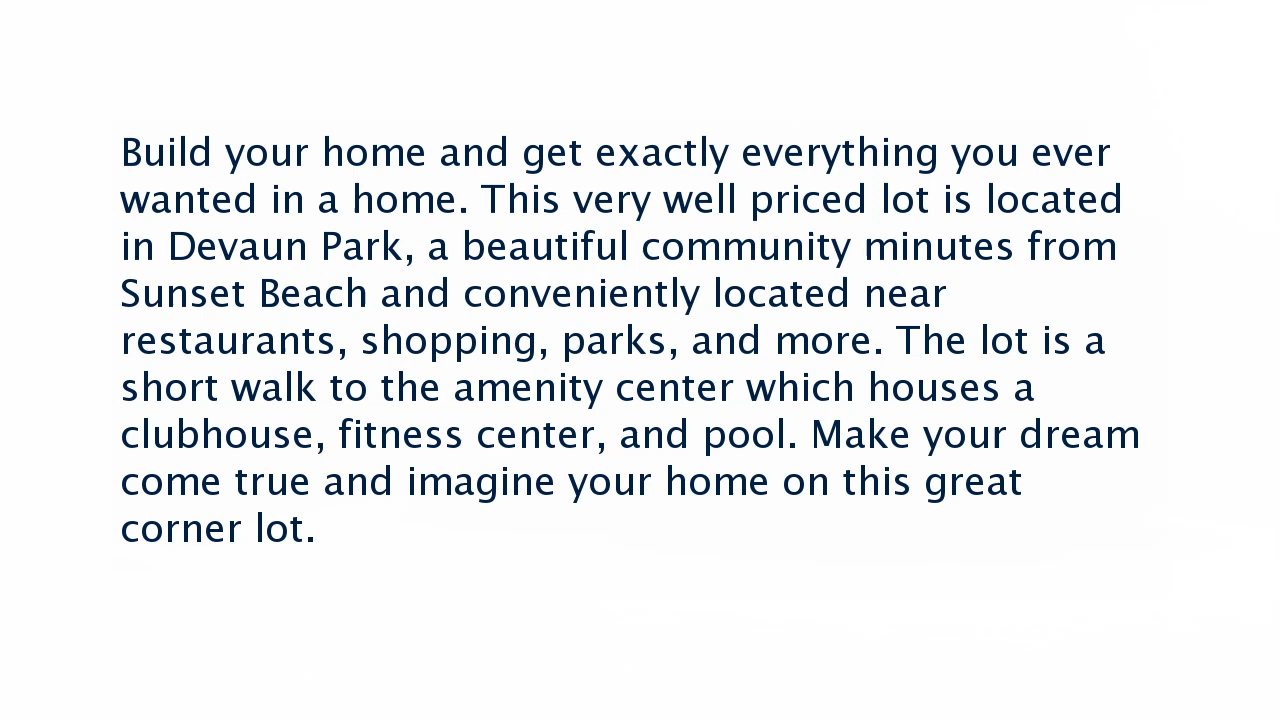 Build your home and get exactly everything you ever
wanted in a home. This very well priced lot is located
in Devaun Park, a beautiful community minutes from
Sunset Beach and conveniently located near
restaurants, shopping, parks, and more. The lot is a
short walk to the amenity center which houses a
clubhouse, fitness center, and pool. Make your dream
come true and imagine your home on this great
corner lot.